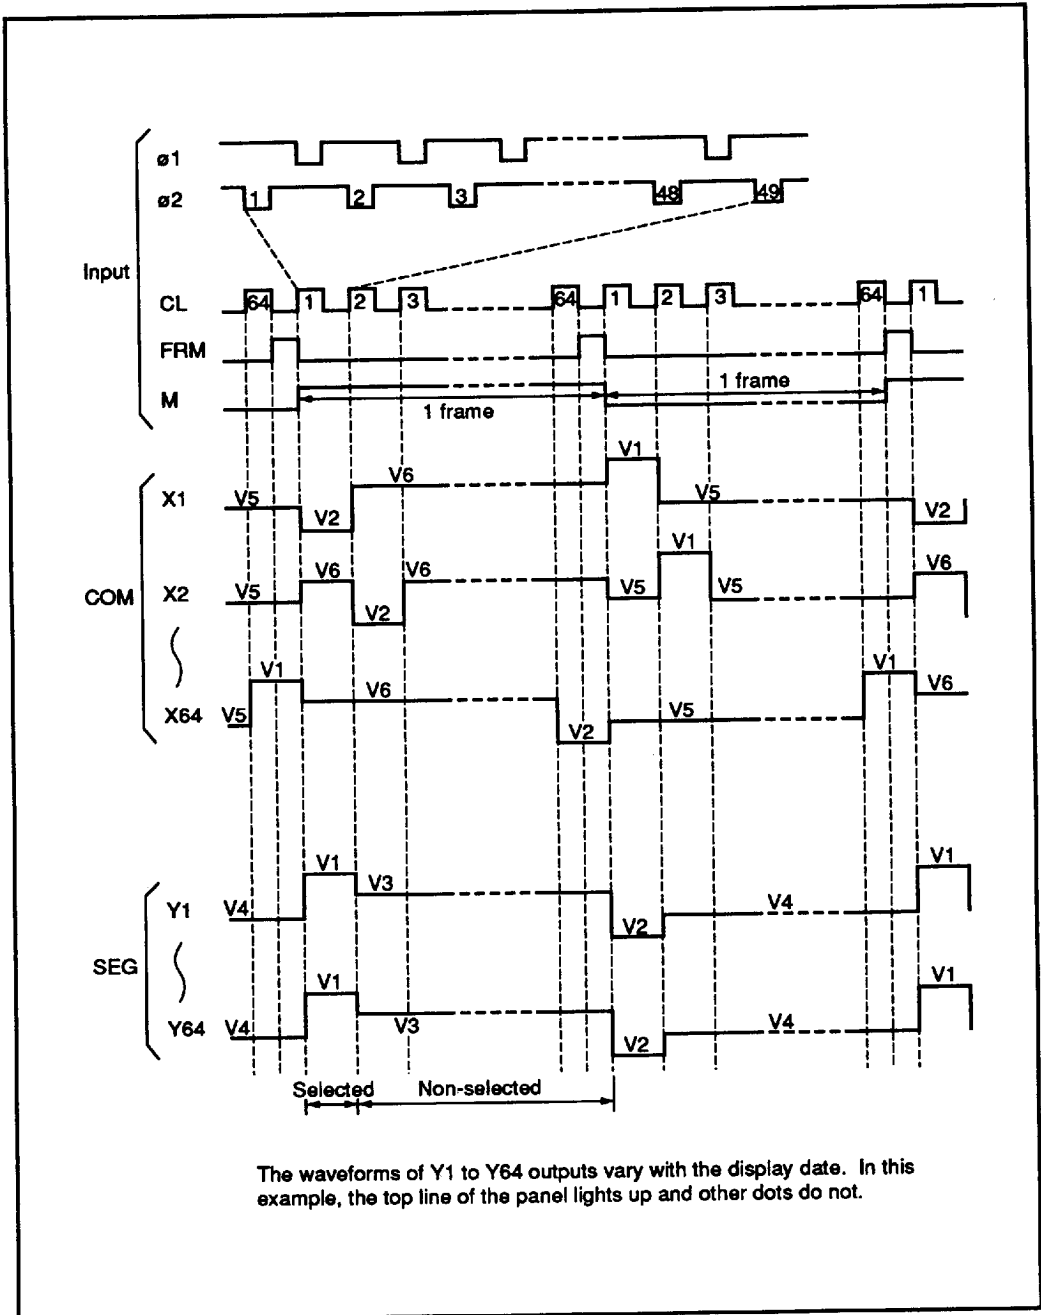 ø1
ø2 1 2 3 48 49
Input
CL 64 1 2 3 64 1 2 3 64 1
FRM
M 1 frame 1 frame
COM
X1 V5 V2 V6 V1 V5 V2
X2 V5 V6 V2 V6 V5 V1 V5 V6
X64 V5 V1 V6 V2 V5 V1 V6
SEG
Y1 V4 V1 V3 V2 V4 V1
Y64 V4 V1 V3 V2 V4 V1
Selected Non-selected
The waveforms of Y1 to Y64 outputs vary with the display date. In this
example, the top line of the panel lights up and other dots do not.